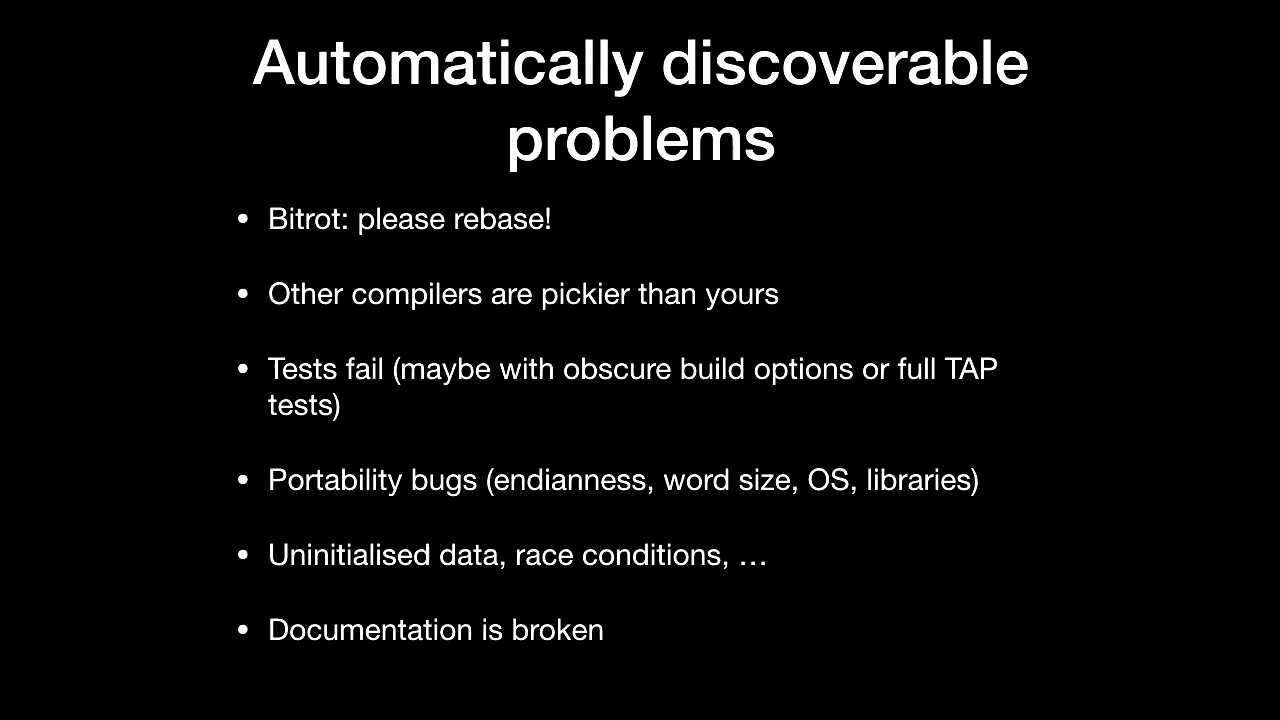 Automatically discoverable
problems
• Bitrot: please rebase!
• Other compilers are pickier than yours
• Tests fail (maybe with obscure build options or full TAP
tests)
• Portability bugs (endianness, word size, OS, libraries)
• Uninitialised data, race conditions, …
• Documentation is broken